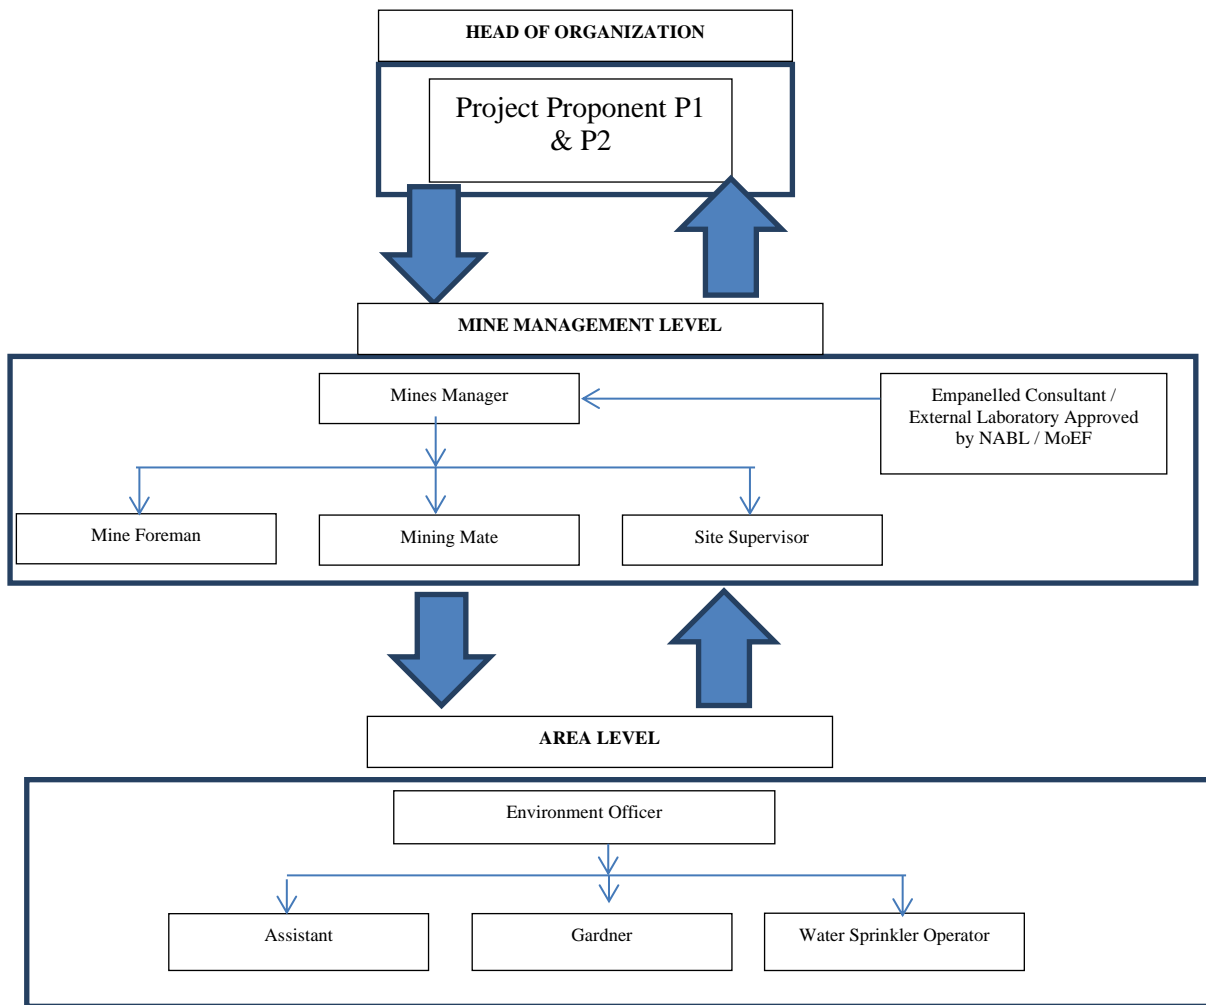 HEAD OF ORGANIZATION
Project Proponent P1
& P2
MINE MANAGEMENT LEVEL
Mines Manager
Empanelled Consultant /
External Laboratory Approved
by NABL / MoEF
Mine Foreman
Mining Mate
Site Supervisor
AREA LEVEL
Environment Officer
Assistant
Gardner
Water Sprinkler Operator